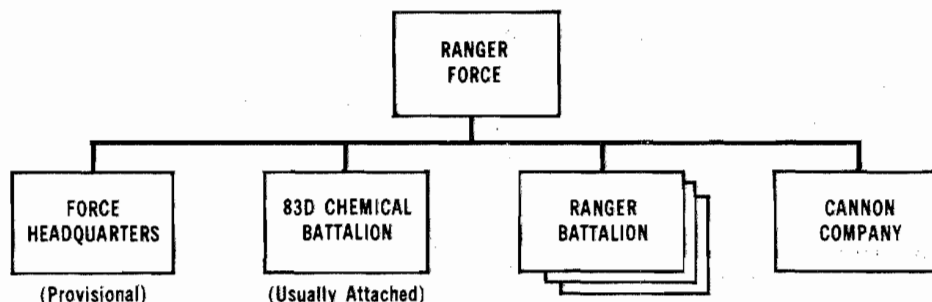 RANGER
FORCE
FORCE
HEADQUARTERS
(Provisional)
83D CHEMICAL
BATTALION
(Usually Attached)
RANGER
BATTALION
CANNON
COMPANY